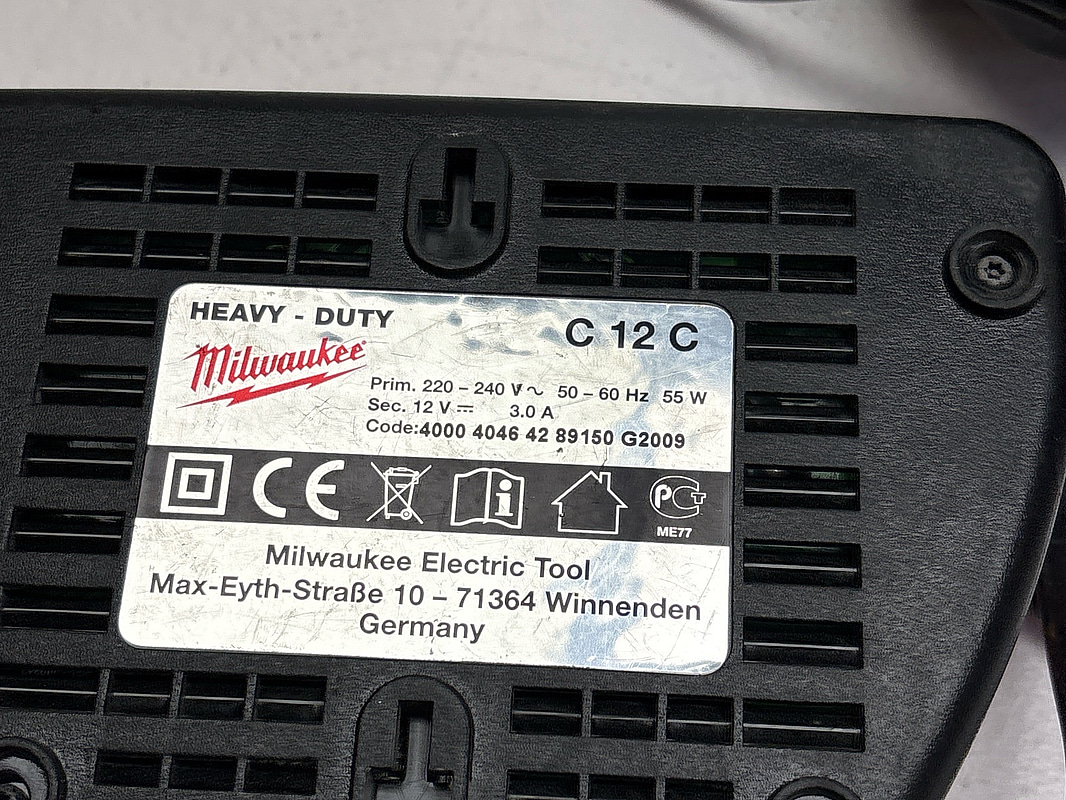 HEAVY - DUTY
C 12 C
Milwaukee
Prim. 220 – 240 V ~ 50 – 60 Hz 55 W
Sec. 12 V ⎓ 3.0 A
Code:4000 4046 42 89150 G2009
CE
i
PCT
ME77
Milwaukee Electric Tool
Max-Eyth-Straße 10 – 71364 Winnenden
Germany